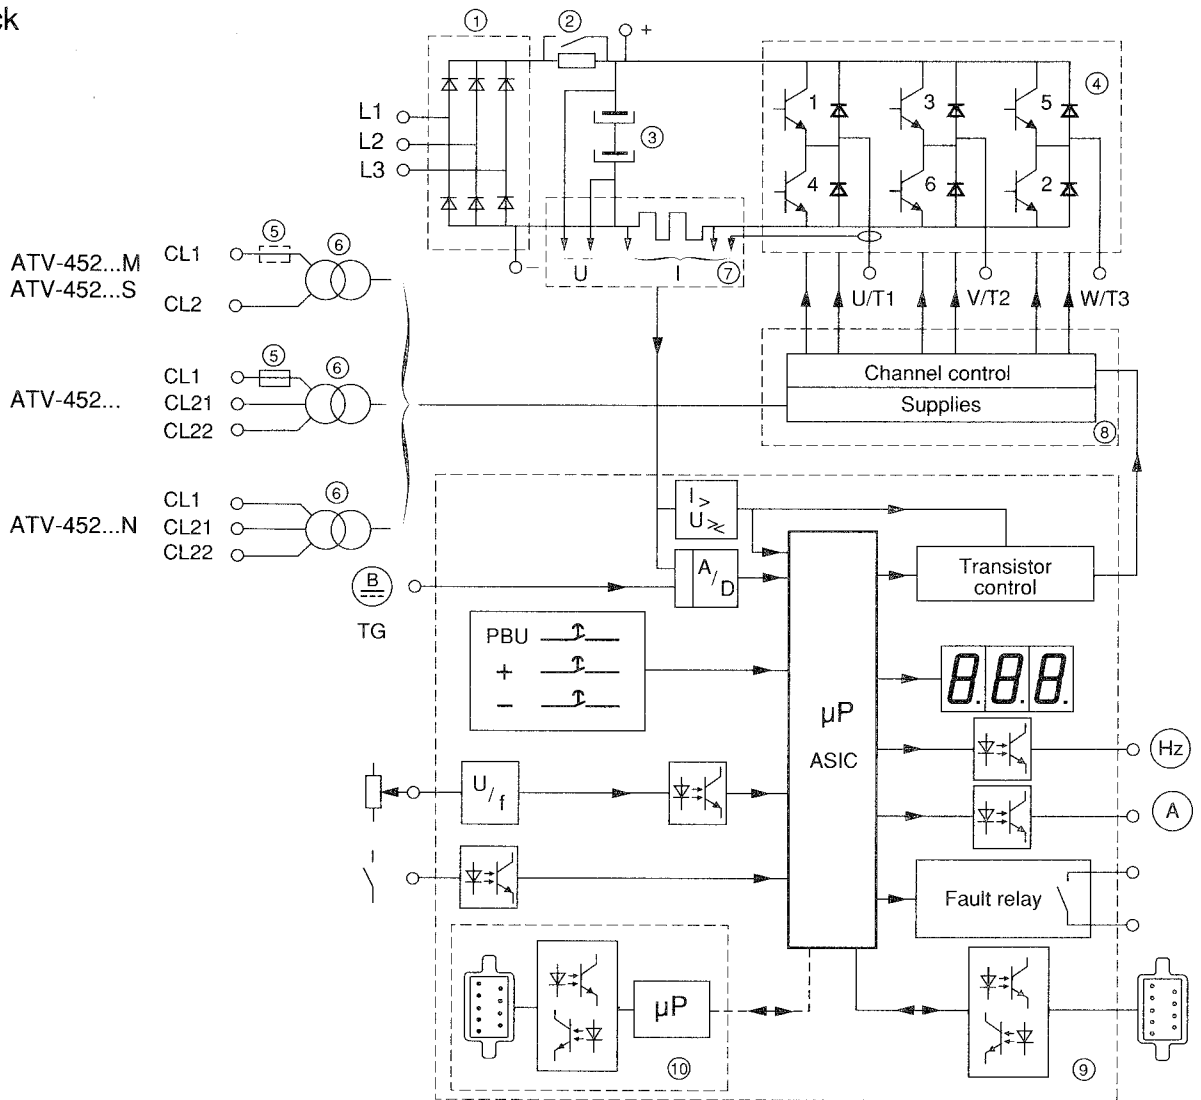 ck
1
2
+
4
L1
L2
L3
3
1
3
5
4
6
2
5
6
ATV-452...M
CL1
ATV-452...S
CL2
−
U
I
7
U/T1
V/T2
W/T3
5
6
CL1
ATV-452...
CL21
CL22
Channel control
Supplies
8
6
CL1
ATV-452...N
CL21
CL22
I >
U ≷
B
TG
A/D
Transistor
control
PBU
+
−
8.8.8.
µP
ASIC
Hz
U/f
A
Fault relay
µP
10
9